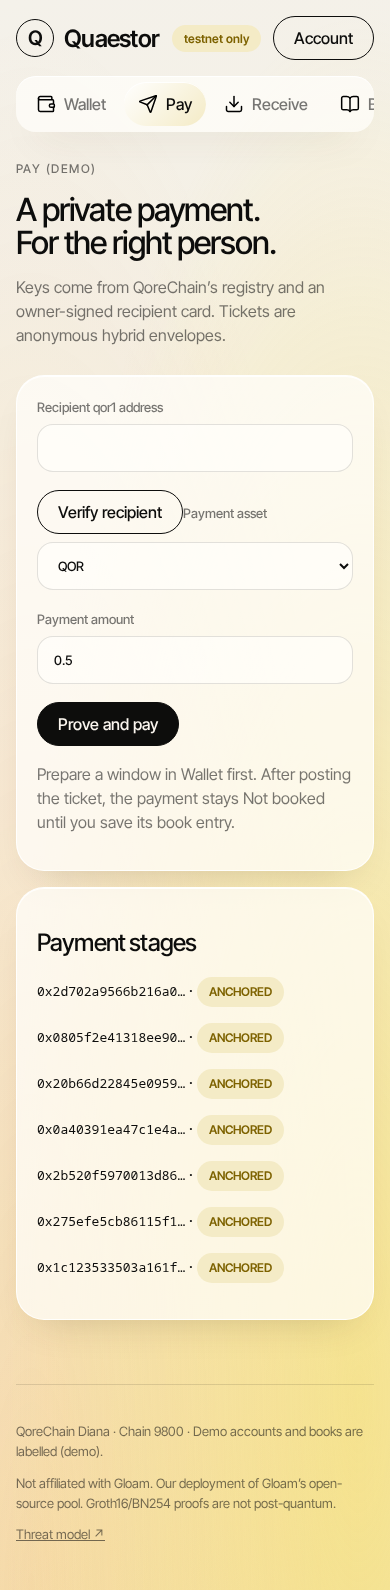 Q Quaestor testnet only Account
Wallet Pay Receive
PAY (DEMO)
A private payment.
For the right person.
Keys come from QoreChain's registry and an
owner-signed recipient card. Tickets are
anonymous hybrid envelopes.
Recipient qor1 address
Verify recipient Payment asset
QOR
Payment amount
0.5
Prove and pay
Prepare a window in Wallet first. After posting
the ticket, the payment stays Not booked
until you save its book entry.
Payment stages
0x2d702a9566b216a0… · ANCHORED
0x0805f2e41318ee90… · ANCHORED
0x20b66d22845e0959… · ANCHORED
0x0a40391ea47c1e4a… · ANCHORED
0x2b520f5970013d86… · ANCHORED
0x275efe5cb86115f1… · ANCHORED
0x1c123533503a161f… · ANCHORED
QoreChain Diana · Chain 9800 · Demo accounts and books are
labelled (demo).
Not affiliated with Gloam. Our deployment of Gloam's open-
source pool. Groth16/BN254 proofs are not post-quantum.
Threat model ↗